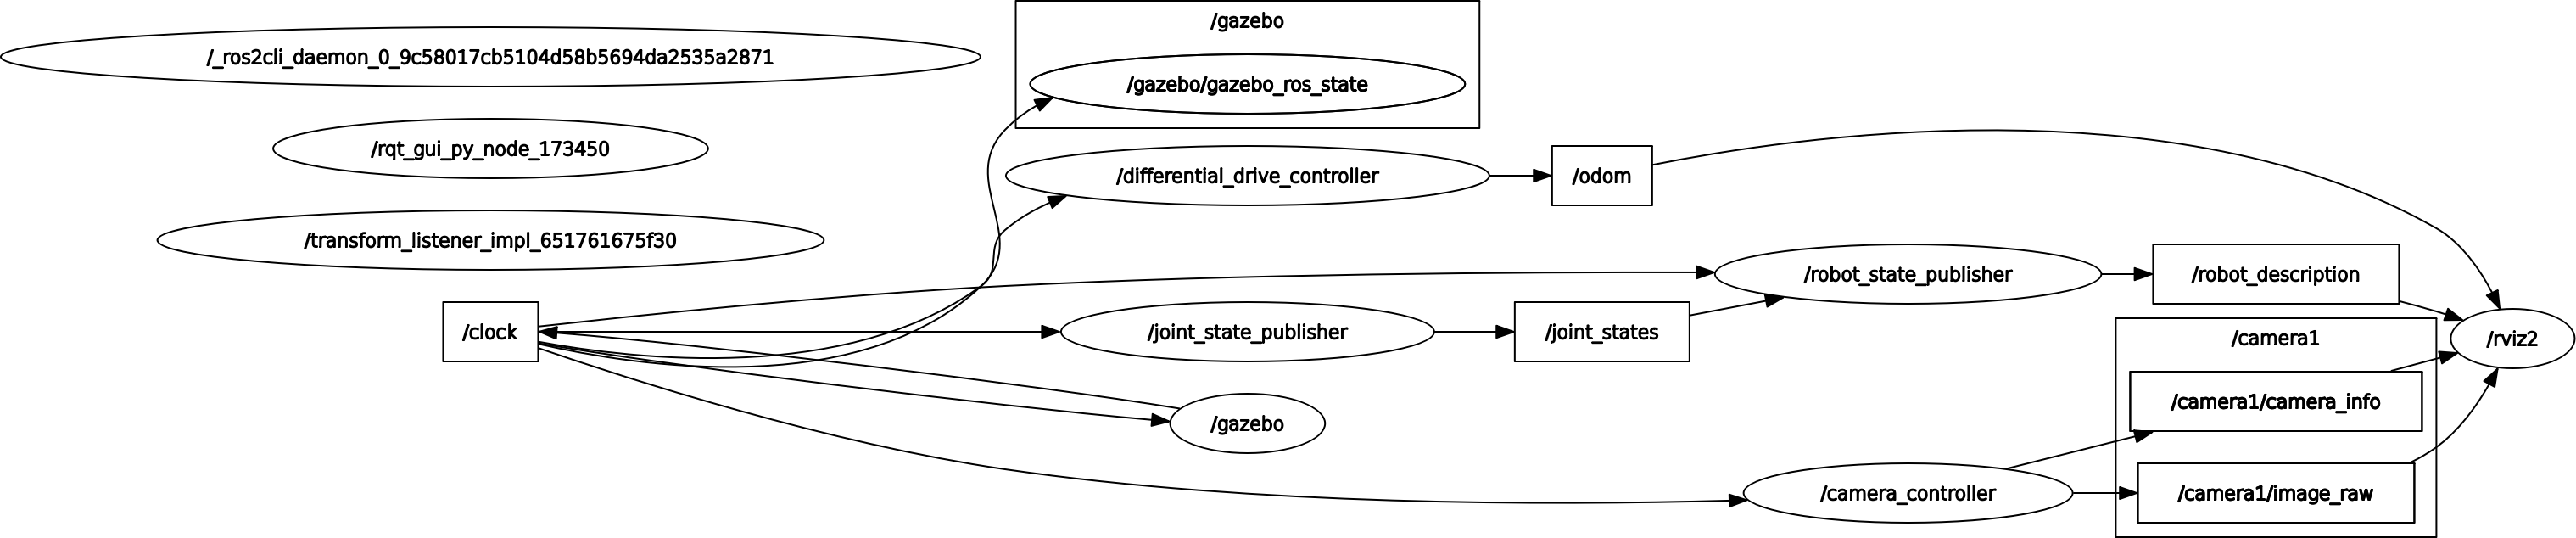 /_ros2cli_daemon_0_9c58017cb5104d58b5694da2535a2871
/rqt_gui_py_node_173450
/transform_listener_impl_651761675f30
/clock
/gazebo
/gazebo/gazebo_ros_state
/differential_drive_controller
/odom
/robot_state_publisher
/robot_description
/joint_state_publisher
/joint_states
/gazebo
/camera_controller
/camera1
/camera1/camera_info
/camera1/image_raw
/rviz2